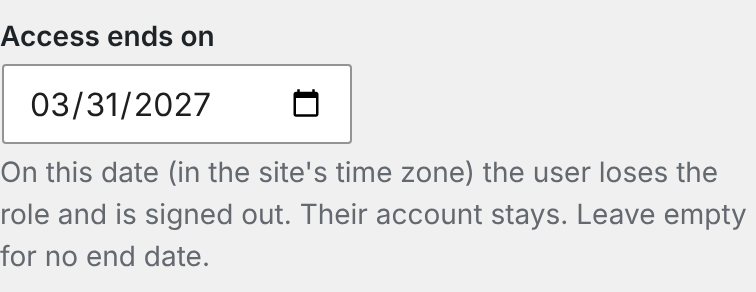 Access ends on
03/31/2027
On this date (in the site's time zone) the user loses the
role and is signed out. Their account stays. Leave empty
for no end date.